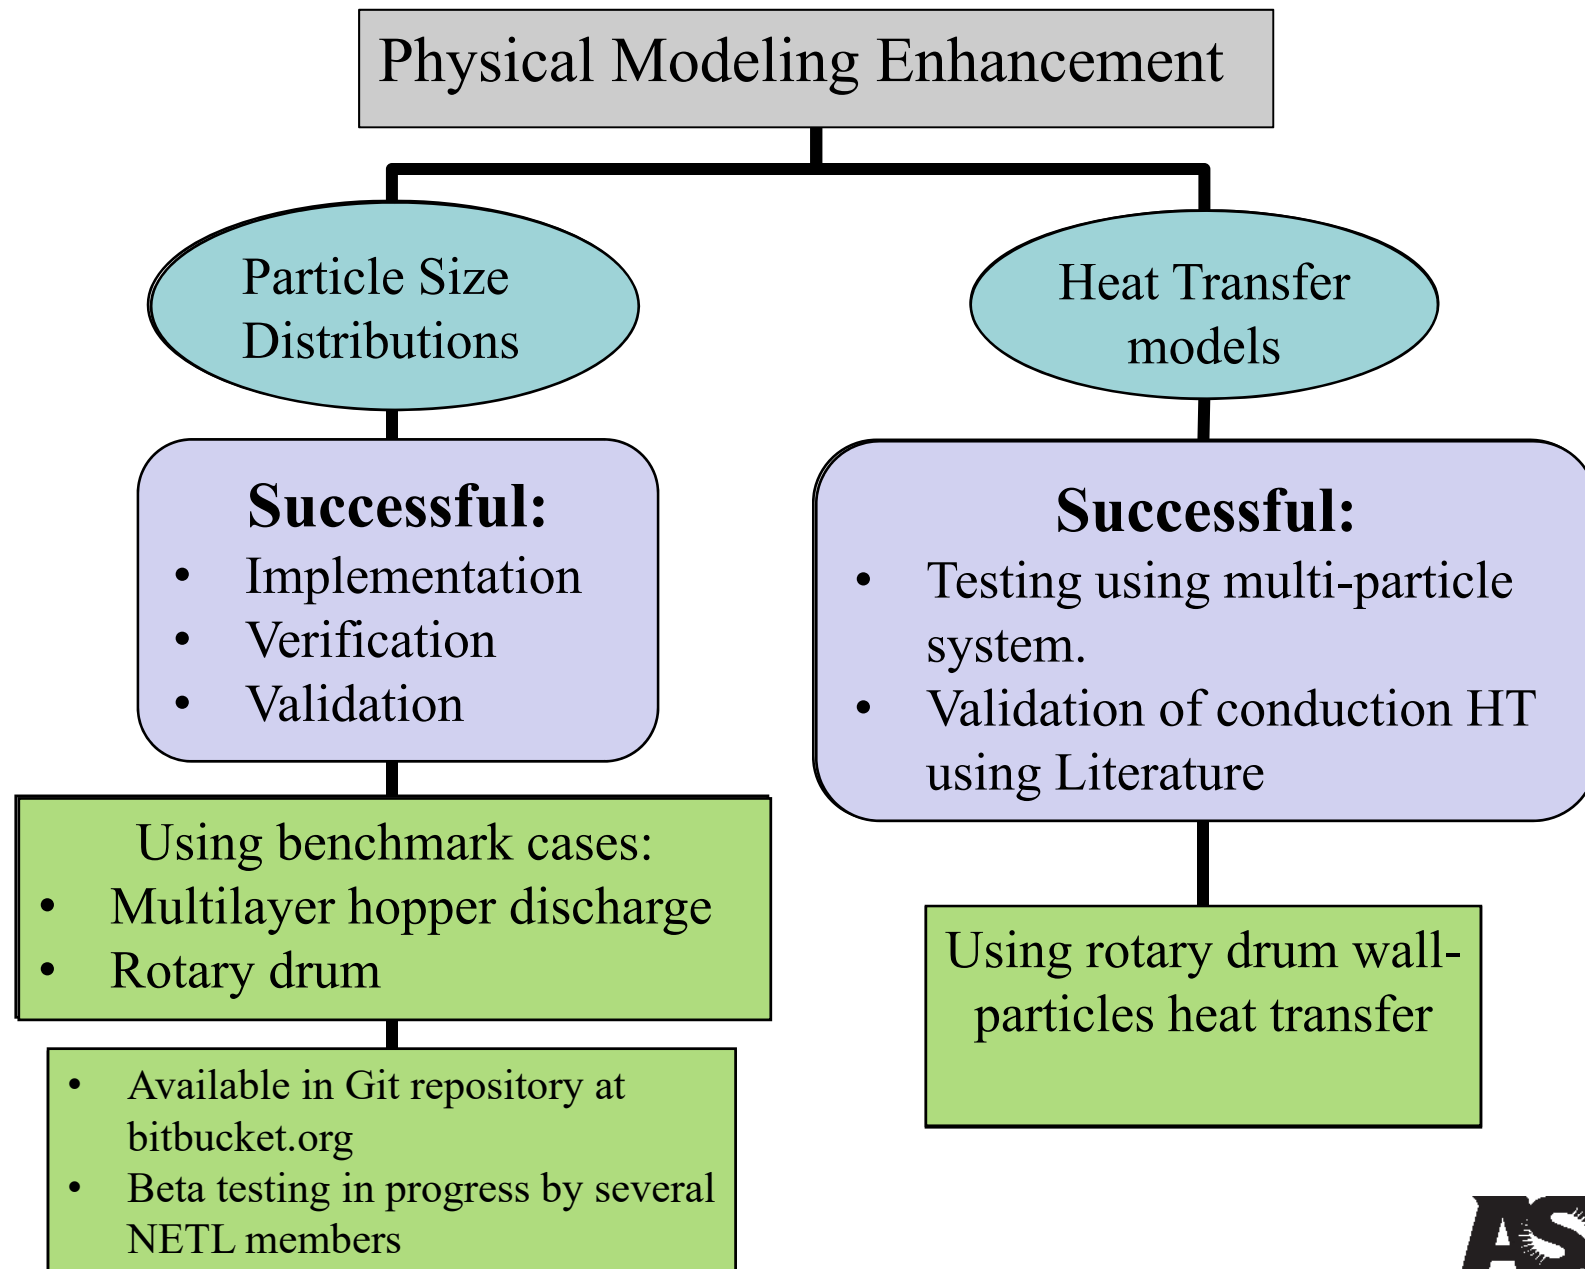 Physical Modeling Enhancement
Particle Size
Distributions
Successful:
• Implementation
• Verification
• Validation
Using benchmark cases:
• Multilayer hopper discharge
• Rotary drum
• Available in Git repository at
bitbucket.org
• Beta testing in progress by several
NETL members
Heat Transfer
models
Successful:
• Testing using multi-particle
system.
• Validation of conduction HT
using Literature
Using rotary drum wall-
particles heat transfer
AS